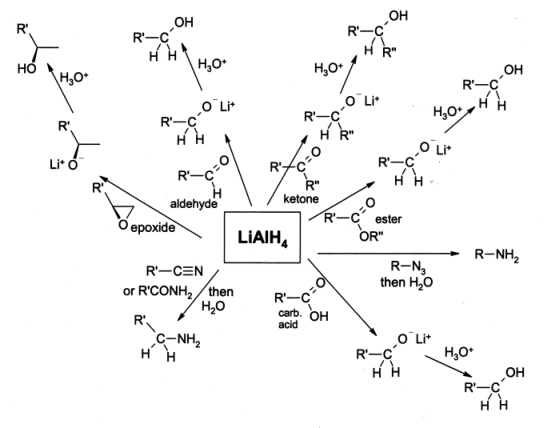 R' OH
C
H H
H₃O⁺
O⁻ Li⁺
R'-C
H H
O
R'-C
H
aldehyde
OH
R'-C
H R"
H₃O⁺
O⁻ Li⁺
R'-C
H R"
O
R'-C
R"
ketone
OH
R'-C
H H
H₃O⁺
O⁻ Li⁺
R'-C
H H
O
R'-C
OR"
ester
R'
HO
H₃O⁺
R'
Li⁺ O⁻
R'
O
epoxide
LiAlH₄
R-N₃
then H₂O
R-NH₂
R'-C≡N
or R'CONH₂
then
H₂O
R'
C-NH₂
H H
O
R'-C
OH
carb.
acid
O⁻ Li⁺
R'-C
H H
H₃O⁺
OH
R'-C
H H